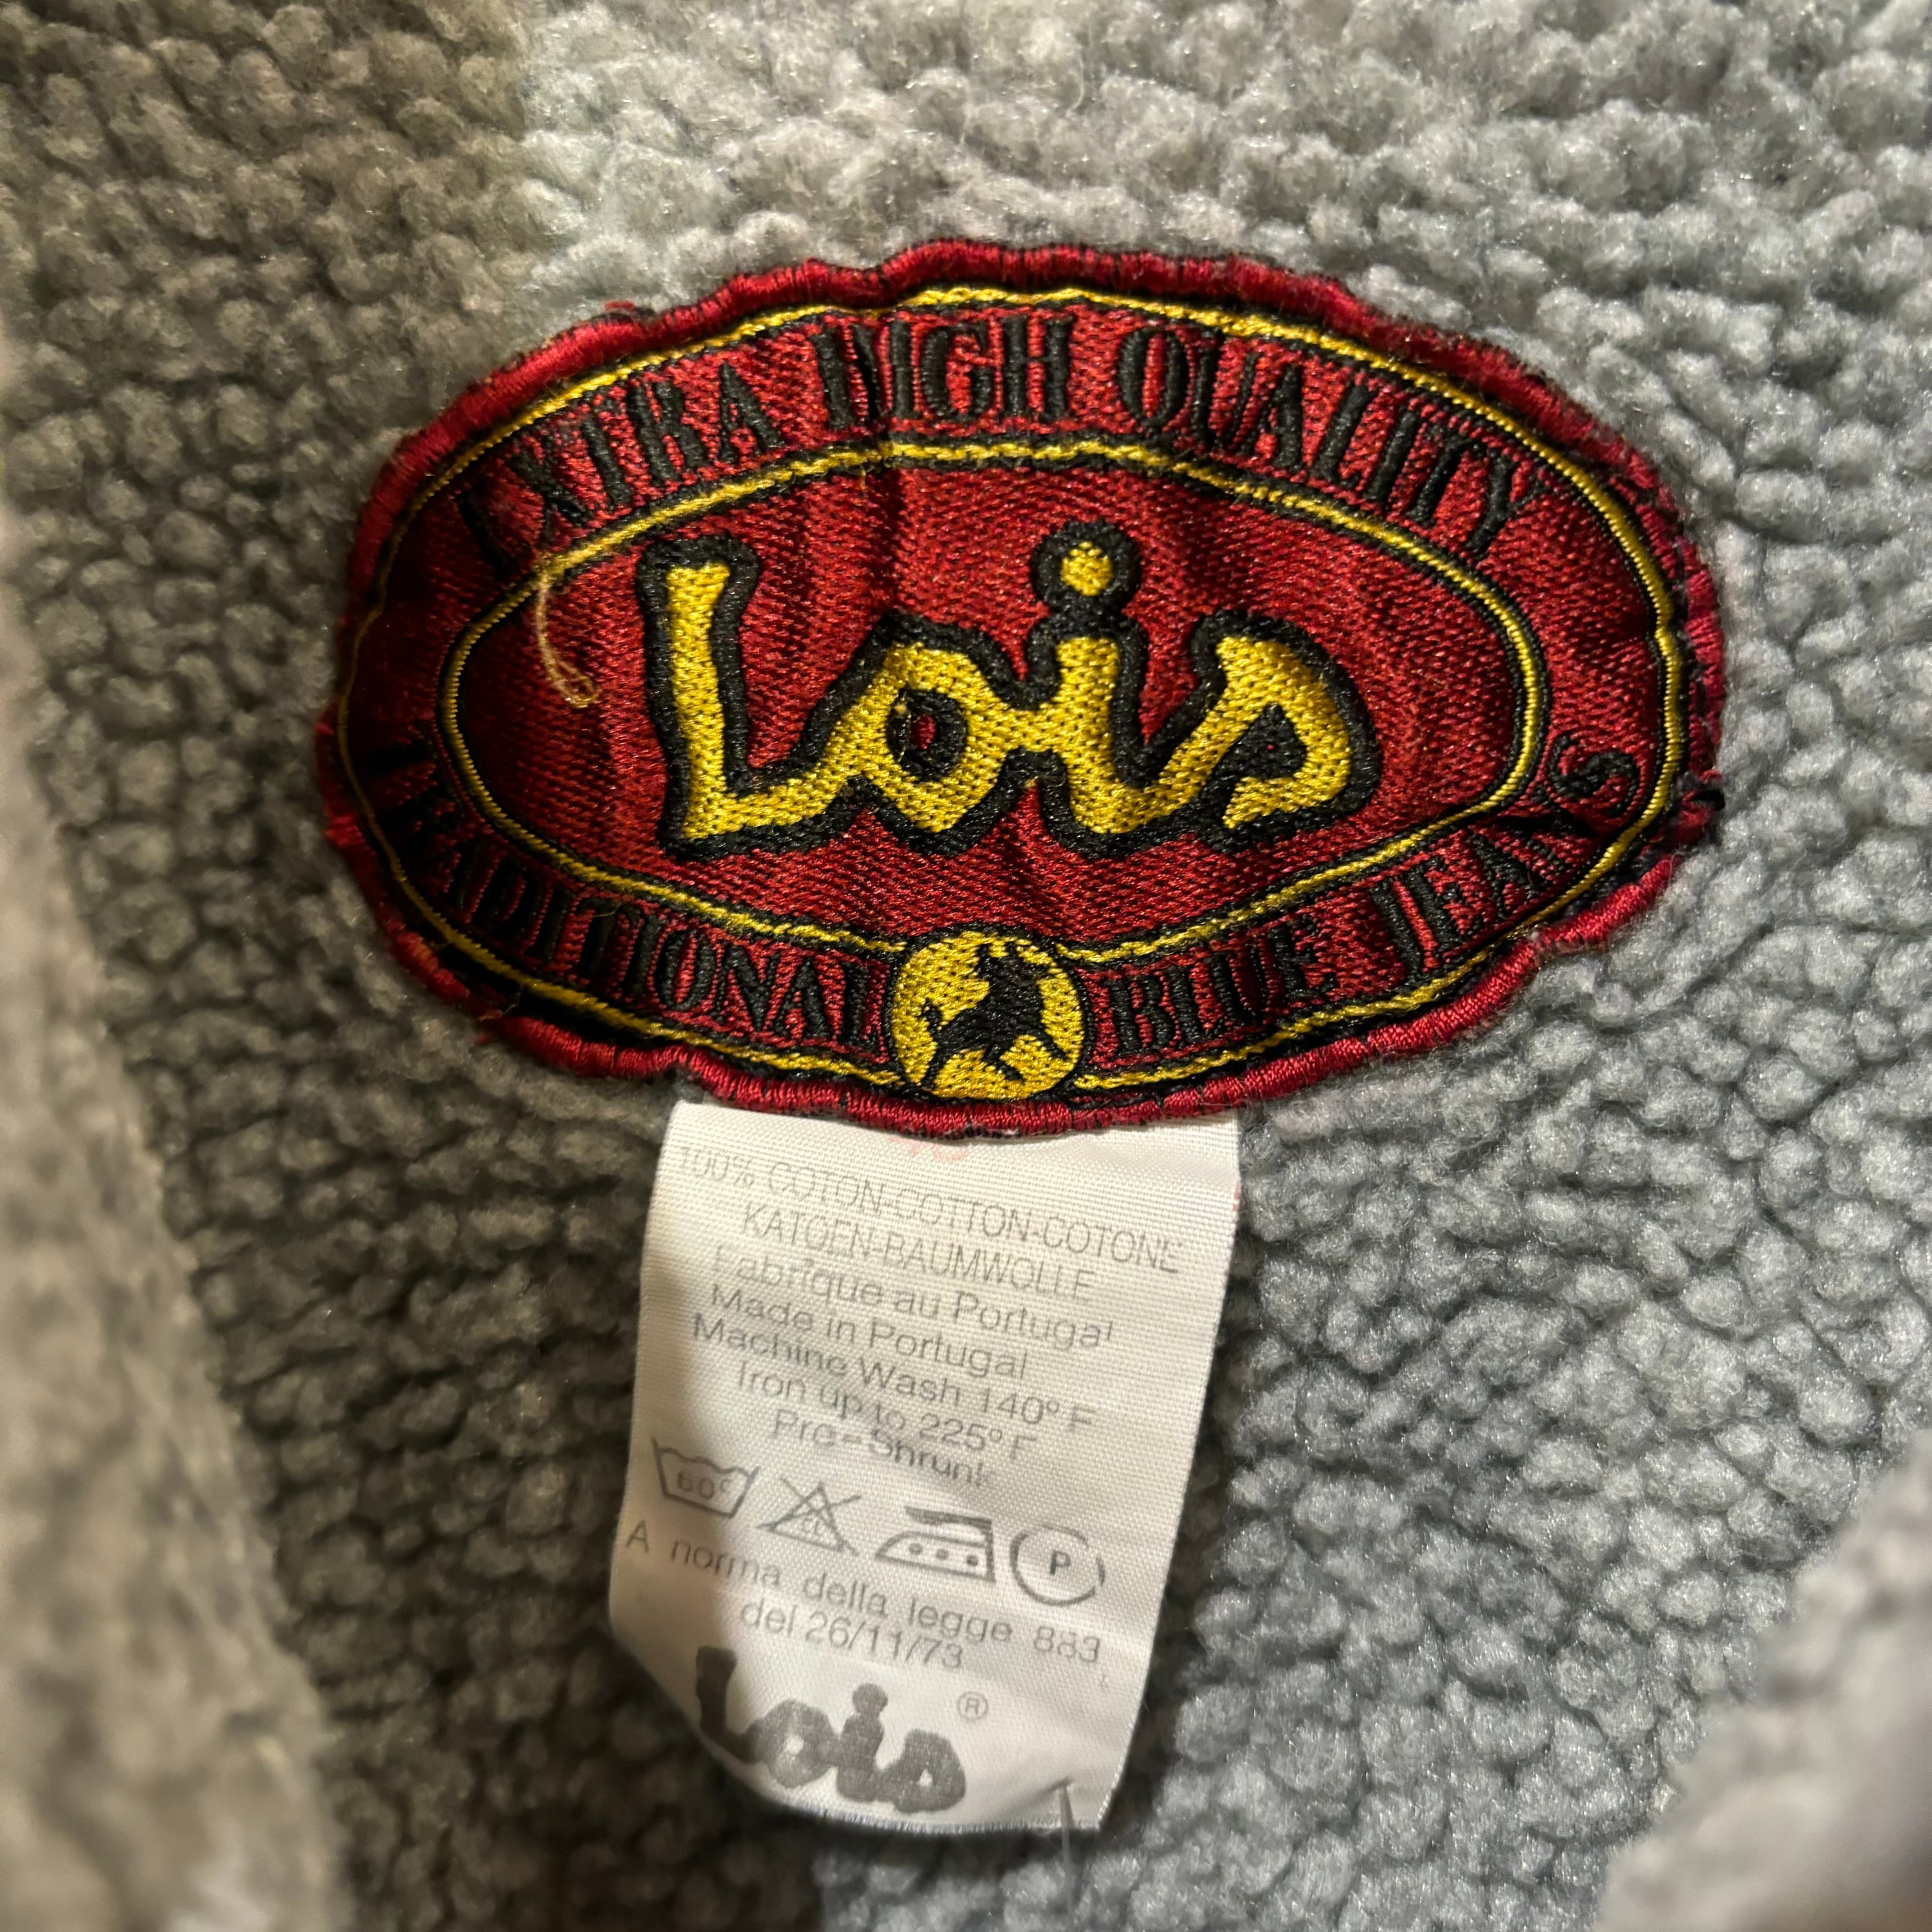 EXTRA HIGH QUALITY
Lois
TRADITIONAL BLUE JEANS
100% COTON-COTTON-COTONE
KATOEN-BAUMWOLLE
Fabrique au Portugal
Made in Portugal
Machine Wash 140° F
Iron up to 225° F
Pre-Shrunk
60° P
A norma della legge 883
del 26/11/73
Lois ®